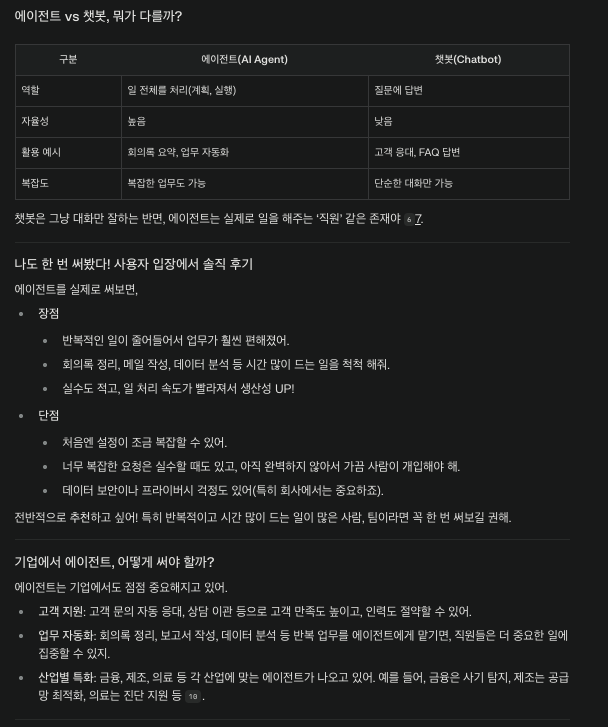 에이전트 vs 챗봇, 뭐가 다를까?
구분 에이전트(AI Agent) 챗봇(Chatbot)
역할 일 전체를 처리(계획, 실행) 질문에 답변
자율성 높음 낮음
활용 예시 회의록 요약, 업무 자동화 고객 응대, FAQ 답변
복잡도 복잡한 업무도 가능 단순한 대화만 가능
챗봇은 그냥 대화만 잘하는 반면, 에이전트는 실제로 일을 해주는 '직원' 같은 존재야 6 7.
나도 한 번 써봤다! 사용자 입장에서 솔직 후기
에이전트를 실제로 써보면,
• 장점
• 반복적인 일이 줄어들어서 업무가 훨씬 편해졌어.
• 회의록 정리, 메일 작성, 데이터 분석 등 시간 많이 드는 일을 척척 해줘.
• 실수도 적고, 일 처리 속도가 빨라져서 생산성 UP!
• 단점
• 처음엔 설정이 조금 복잡할 수 있어.
• 너무 복잡한 요청은 실수할 때도 있고, 아직 완벽하지 않아서 가끔 사람이 개입해야 해.
• 데이터 보안이나 프라이버시 걱정도 있어(특히 회사에서는 중요하죠).
전반적으로 추천하고 싶어! 특히 반복적이고 시간 많이 드는 일이 많은 사람, 팀이라면 꼭 한 번 써보길 권해.
기업에서 에이전트, 어떻게 써야 할까?
에이전트는 기업에서도 점점 중요해지고 있어.
• 고객 지원: 고객 문의 자동 응대, 상담 이관 등으로 고객 만족도 높이고, 인력도 절약할 수 있어.
• 업무 자동화: 회의록 정리, 보고서 작성, 데이터 분석 등 반복 업무를 에이전트에게 맡기면, 직원들은 더 중요한 일에
집중할 수 있지.
• 산업별 특화: 금융, 제조, 의료 등 각 산업에 맞는 에이전트가 나오고 있어. 예를 들어, 금융은 사기 탐지, 제조는 공급
망 최적화, 의료는 진단 지원 등 10.